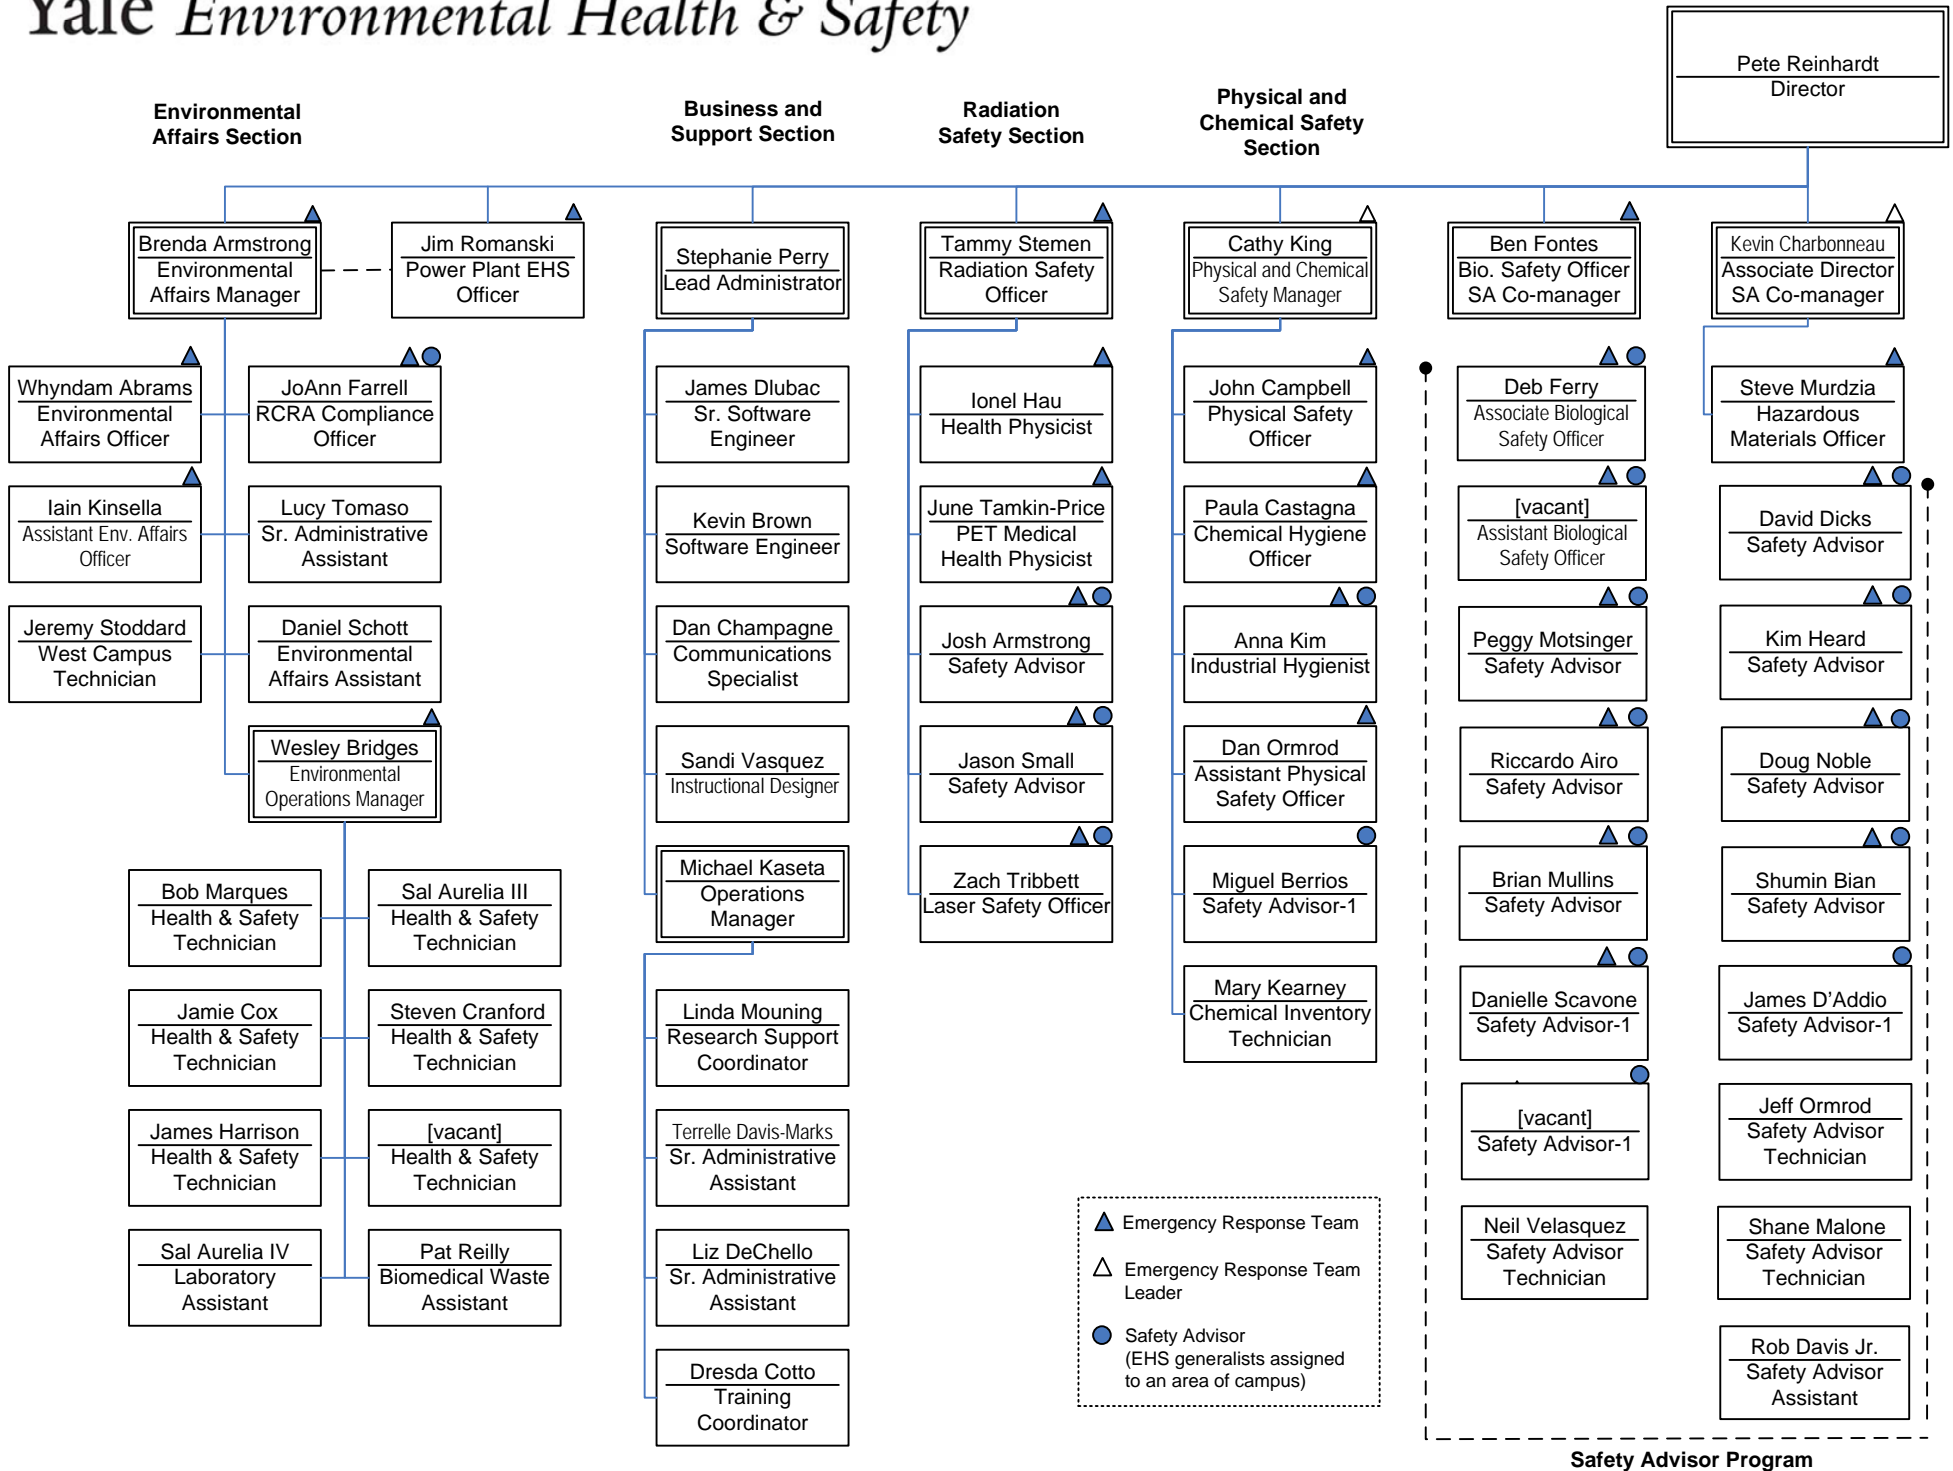 Yale Environmental Health & Safety
Pete Reinhardt
Director
Environmental
Affairs Section
Business and
Support Section
Radiation
Safety Section
Physical and
Chemical Safety
Section
Brenda Armstrong
Environmental
Affairs Manager
Jim Romanski
Power Plant EHS
Officer
Stephanie Perry
Lead Administrator
Tammy Stemen
Radiation Safety
Officer
Cathy King
Physical and Chemical
Safety Manager
Ben Fontes
Bio. Safety Officer
SA Co-manager
Kevin Charbonneau
Associate Director
SA Co-manager
Whyndam Abrams
Environmental
Affairs Officer
JoAnn Farrell
RCRA Compliance
Officer
Iain Kinsella
Assistant Env. Affairs
Officer
Lucy Tomaso
Sr. Administrative
Assistant
Jeremy Stoddard
West Campus
Technician
Daniel Schott
Environmental
Affairs Assistant
Wesley Bridges
Environmental
Operations Manager
Bob Marques
Health & Safety
Technician
Sal Aurelia III
Health & Safety
Technician
Jamie Cox
Health & Safety
Technician
Steven Cranford
Health & Safety
Technician
James Harrison
Health & Safety
Technician
[vacant]
Health & Safety
Technician
Sal Aurelia IV
Laboratory
Assistant
Pat Reilly
Biomedical Waste
Assistant
James Dlubac
Sr. Software
Engineer
Kevin Brown
Software Engineer
Dan Champagne
Communications
Specialist
Sandi Vasquez
Instructional Designer
Michael Kaseta
Operations
Manager
Linda Mouning
Research Support
Coordinator
Terrelle Davis-Marks
Sr. Administrative
Assistant
Liz DeChello
Sr. Administrative
Assistant
Dresda Cotto
Training
Coordinator
Ionel Hau
Health Physicist
June Tamkin-Price
PET Medical
Health Physicist
Josh Armstrong
Safety Advisor
Jason Small
Safety Advisor
Zach Tribbett
Laser Safety Officer
John Campbell
Physical Safety
Officer
Paula Castagna
Chemical Hygiene
Officer
Anna Kim
Industrial Hygienist
Dan Ormrod
Assistant Physical
Safety Officer
Miguel Berrios
Safety Advisor-1
Mary Kearney
Chemical Inventory
Technician
Deb Ferry
Associate Biological
Safety Officer
[vacant]
Assistant Biological
Safety Officer
Peggy Motsinger
Safety Advisor
Riccardo Airo
Safety Advisor
Brian Mullins
Safety Advisor
Danielle Scavone
Safety Advisor-1
[vacant]
Safety Advisor-1
Neil Velasquez
Safety Advisor
Technician
Steve Murdzia
Hazardous
Materials Officer
David Dicks
Safety Advisor
Kim Heard
Safety Advisor
Doug Noble
Safety Advisor
Shumin Bian
Safety Advisor
James D'Addio
Safety Advisor-1
Jeff Ormrod
Safety Advisor
Technician
Shane Malone
Safety Advisor
Technician
Rob Davis Jr.
Safety Advisor
Assistant
Emergency Response Team
Emergency Response Team
Leader
Safety Advisor
(EHS generalists assigned
to an area of campus)
Safety Advisor Program